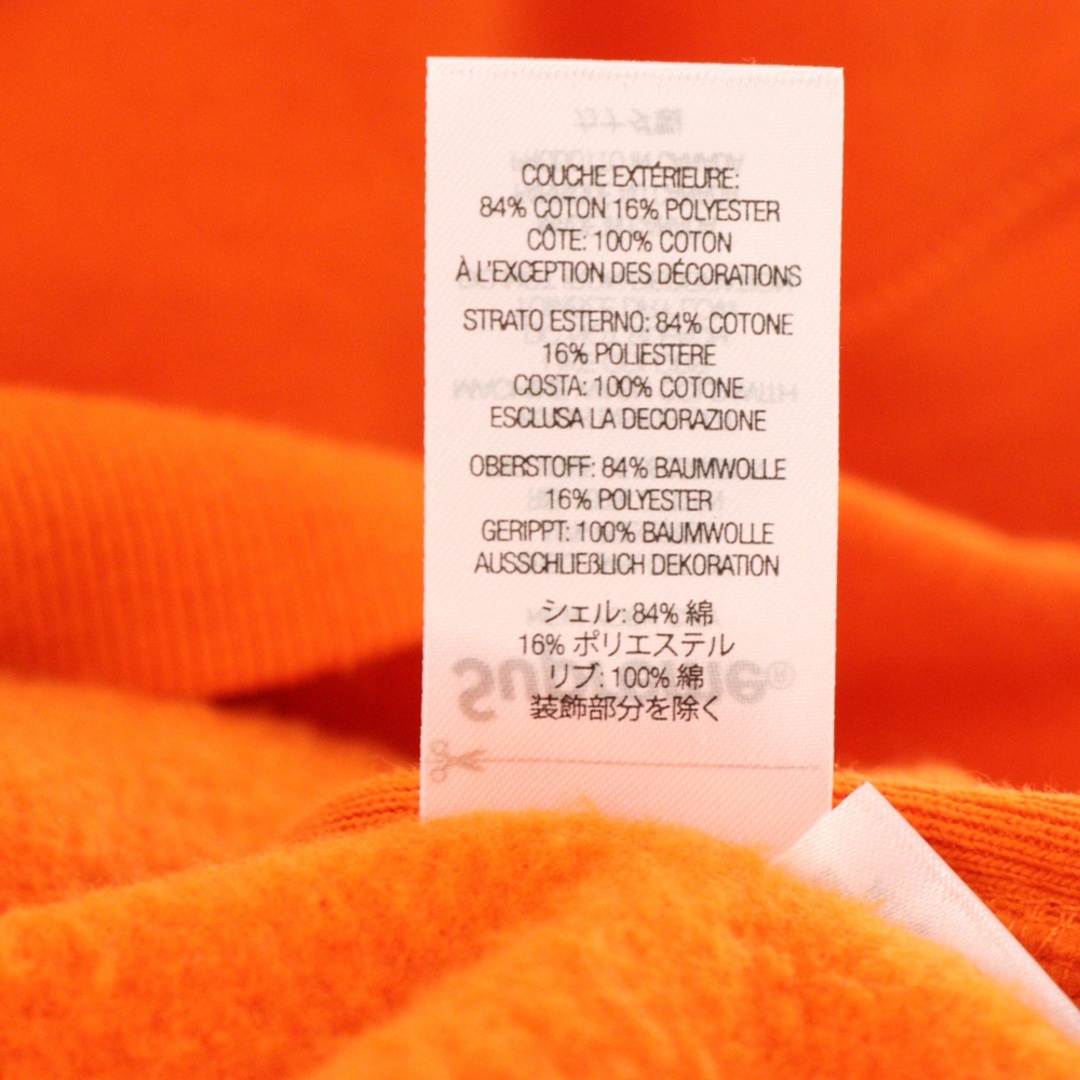 COUCHE EXTÉRIEURE:
84% COTON 16% POLYESTER
CÔTE: 100% COTON
À L'EXCEPTION DES DÉCORATIONS
STRATO ESTERNO: 84% COTONE
16% POLIESTERE
COSTA: 100% COTONE
ESCLUSA LA DECORAZIONE
OBERSTOFF: 84% BAUMWOLLE
16% POLYESTER
GERIPPT: 100% BAUMWOLLE
AUSSCHLIEßLICH DEKORATION
シェル: 84% 綿
16% ポリエステル
リブ: 100% 綿
装飾部分を除く